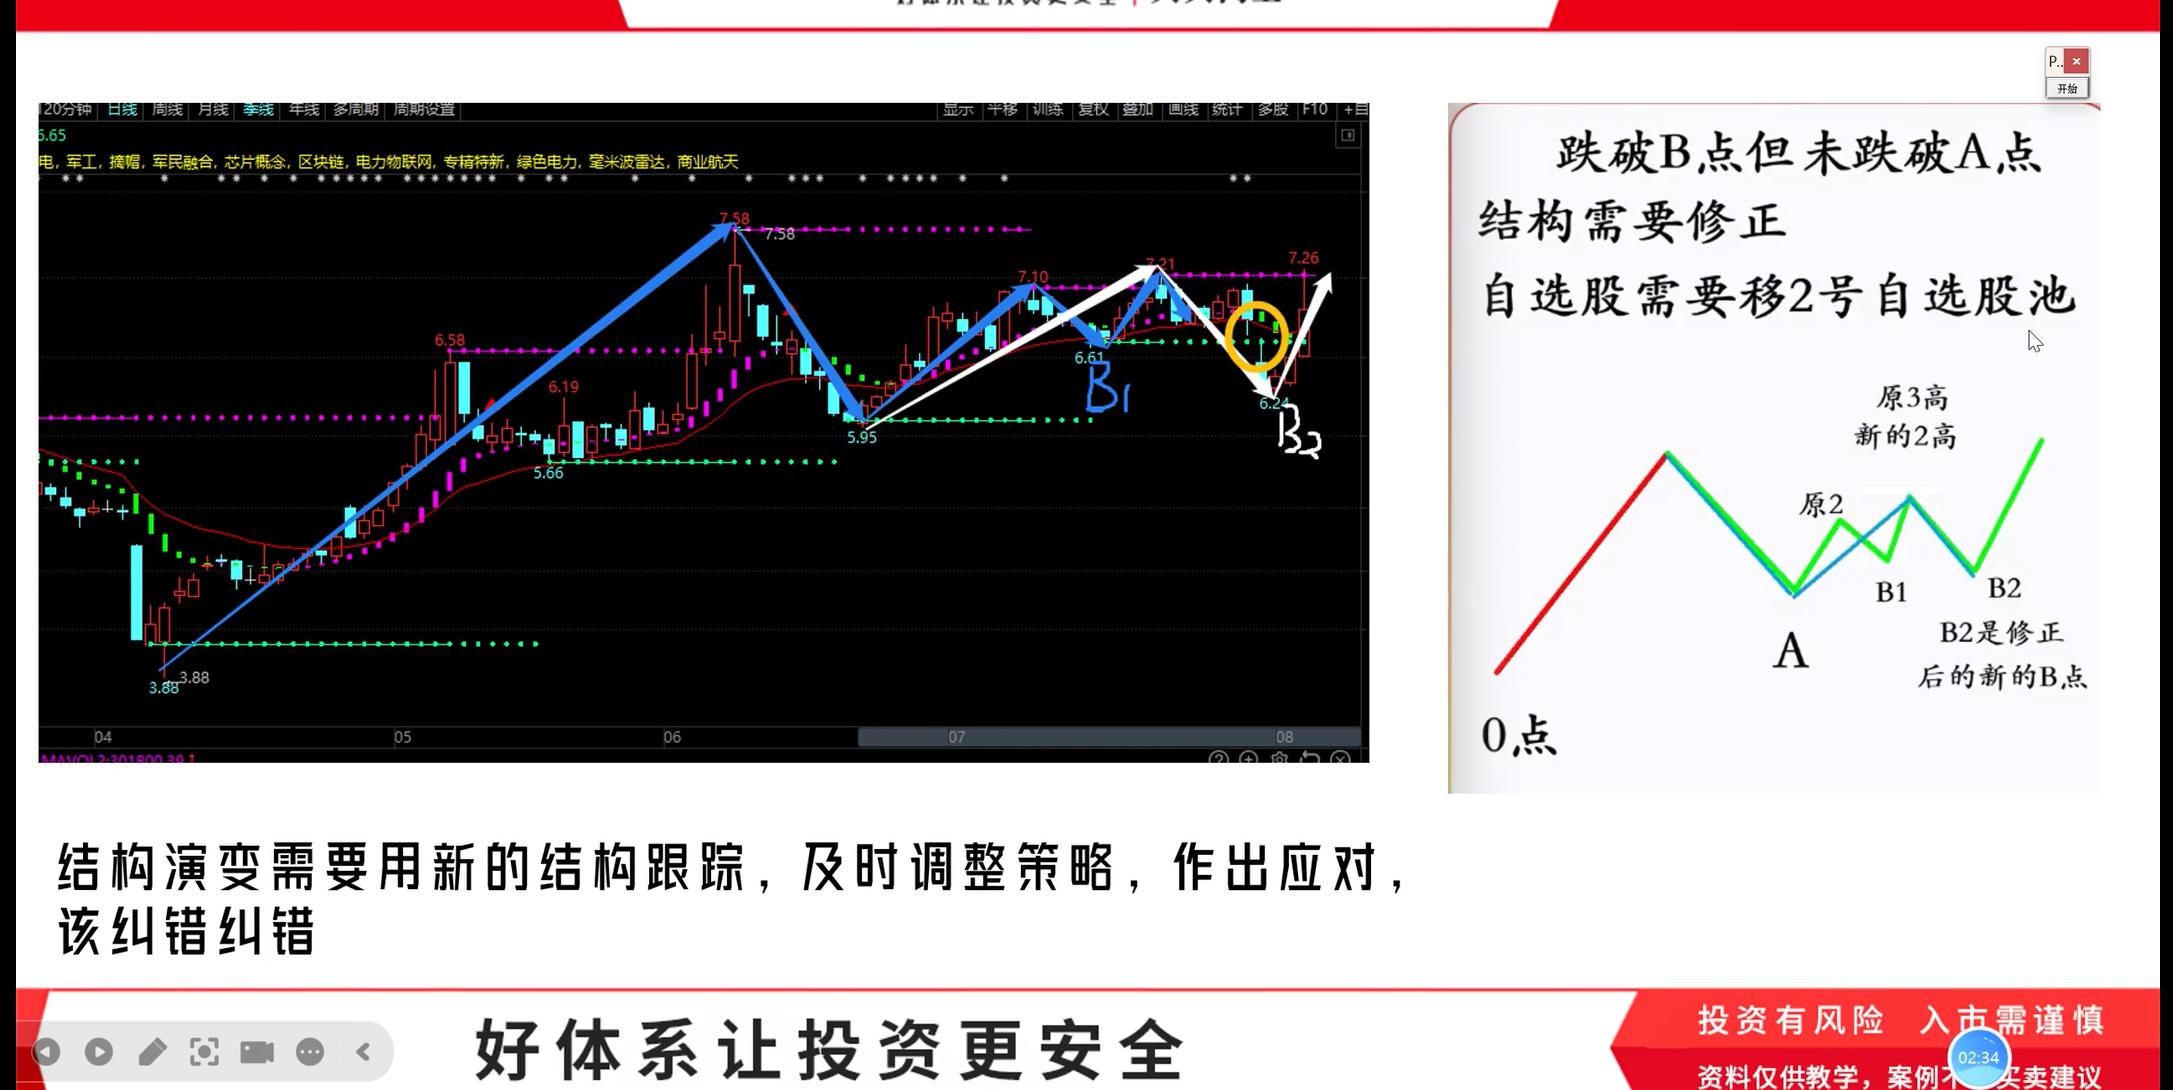 P..
开始
20分钟 日线 周线 月线 季线 年线 多周期 周期设置
显示 平移 训练 复权 叠加 画线 统计 多股 F10
6.65
电, 军工, 摘帽, 军民融合, 芯片概念, 区块链, 电力物联网, 专精特新, 绿色电力, 毫米波雷达, 商业航天
7.58
7.58
7.10
7.21
7.26
6.58
6.19
6.61
B1
6.24
B2
5.95
5.66
3.88
3.88
04 05 06 07 08
MAVOL2:301800.39↑
跌破B点但未跌破A点
结构需要修正
自选股需要移2号自选股池
原3高
新的2高
原2
B1
B2
A
B2是修正
后的新的B点
0点
结构演变需要用新的结构跟踪，及时调整策略，作出应对，
该纠错纠错
好体系让投资更安全
投资有风险 入市需谨慎
02:34
资料仅供教学，案例不 买卖建议